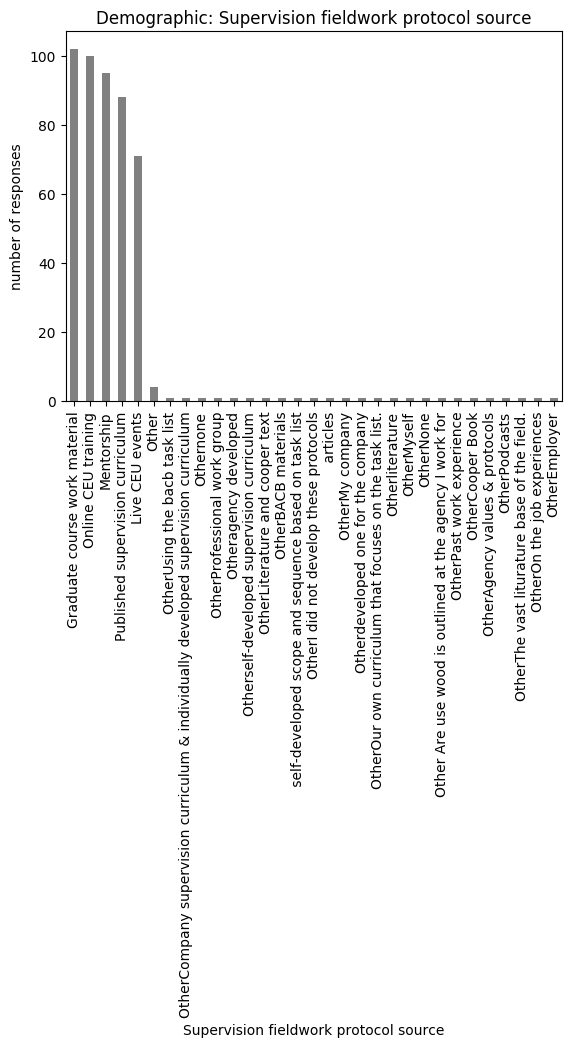 Demographic: Supervision fieldwork protocol source
number of responses
100
80
60
40
20
0
Graduate course work material
Online CEU training
Mentorship
Published supervision curriculum
Live CEU events
Other
OtherUsing the bacb task list
OtherCompany supervision curriculum & individually developed supervision curriculum
Othernone
OtherProfessional work group
Otheragency developed
Otherself-developed supervision curriculum
OtherLiterature and cooper text
OtherBACB materials
self-developed scope and sequence based on task list
OtherI did not develop these protocols
articles
OtherMy company
Otherdeveloped one for the company
OtherOur own curriculum that focuses on the task list.
Otherliterature
OtherMyself
OtherNone
Other Are use wood is outlined at the agency I work for
OtherPast work experience
OtherCooper Book
OtherAgency values & protocols
OtherPodcasts
OtherThe vast liturature base of the field.
OtherOn the job experiences
OtherEmployer
Supervision fieldwork protocol source